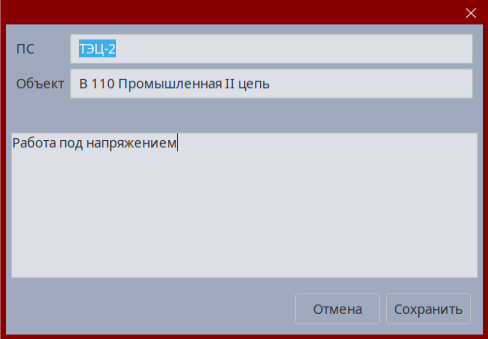 ПС ТЭЦ-2
Объект В 110 Промышленная II цепь
Работа под напряжением
Отмена Сохранить